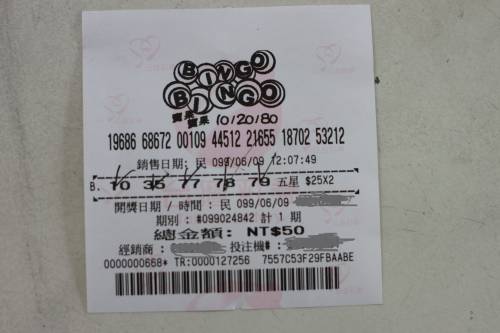 BINGO
BINGO
賓果
賓果 10/20/80
19686 68672 00109 44512 21655 18702 53212
銷售日期: 民 099/06/09 12:07:49
B. 10 35 77 78 79 五星 $25X2
開獎日期 / 時間 : 民 099/06/09
期別 : #099024842 計 1 期
總金額: NT$50
經銷商 : 投注機# :
0000000668* TR:0000127256 7557C53F29FBAABE